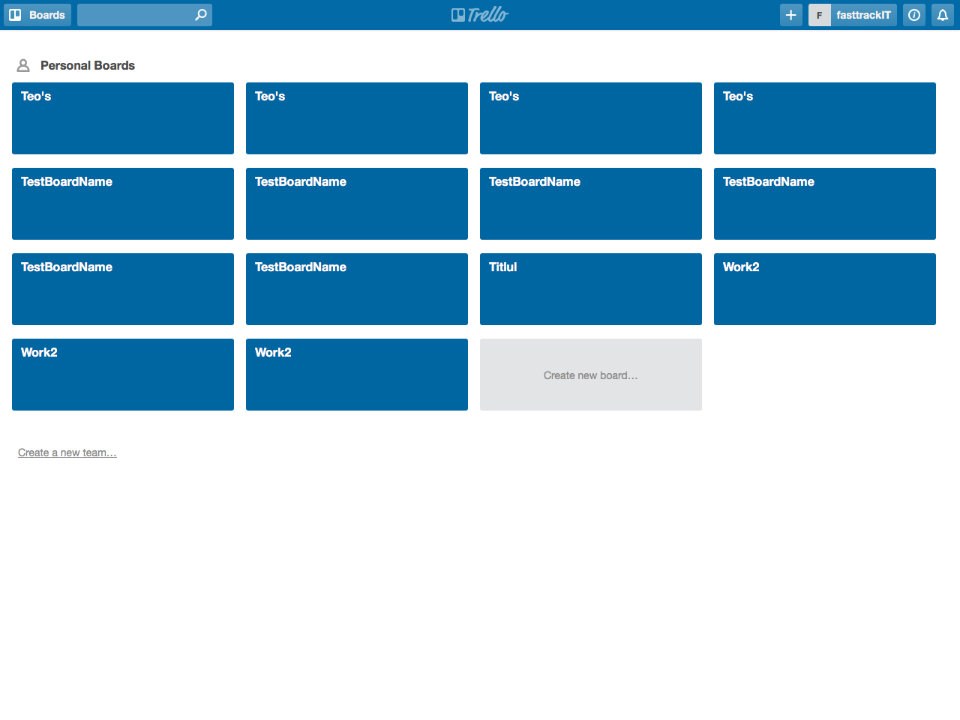 Boards
Trello
F fasttrackIT
Personal Boards
Teo's Teo's Teo's Teo's
TestBoardName TestBoardName TestBoardName TestBoardName
TestBoardName TestBoardName Titlul Work2
Work2 Work2 Create new board…
Create a new team…